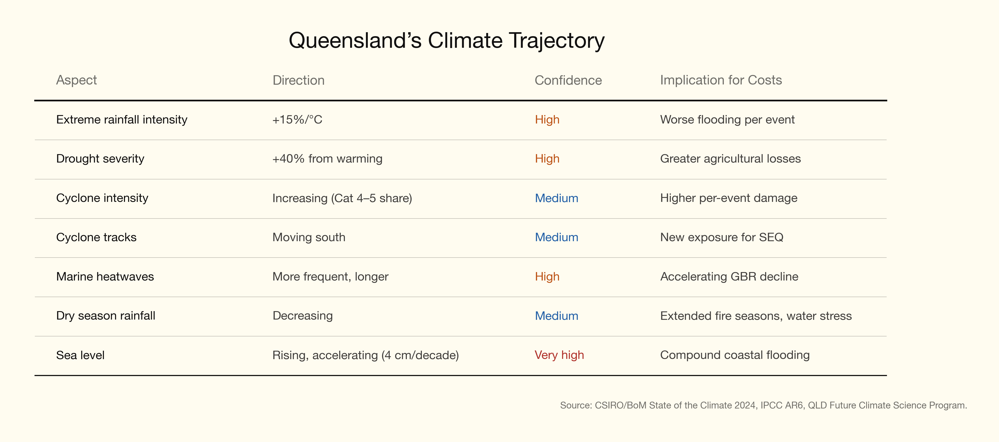 Queensland’s Climate Trajectory
Aspect Direction Confidence Implication for Costs
Extreme rainfall intensity +15%/°C High Worse flooding per event
Drought severity +40% from warming High Greater agricultural losses
Cyclone intensity Increasing (Cat 4–5 share) Medium Higher per-event damage
Cyclone tracks Moving south Medium New exposure for SEQ
Marine heatwaves More frequent, longer High Accelerating GBR decline
Dry season rainfall Decreasing Medium Extended fire seasons, water stress
Sea level Rising, accelerating (4 cm/decade) Very high Compound coastal flooding
Source: CSIRO/BoM State of the Climate 2024, IPCC AR6, QLD Future Climate Science Program.